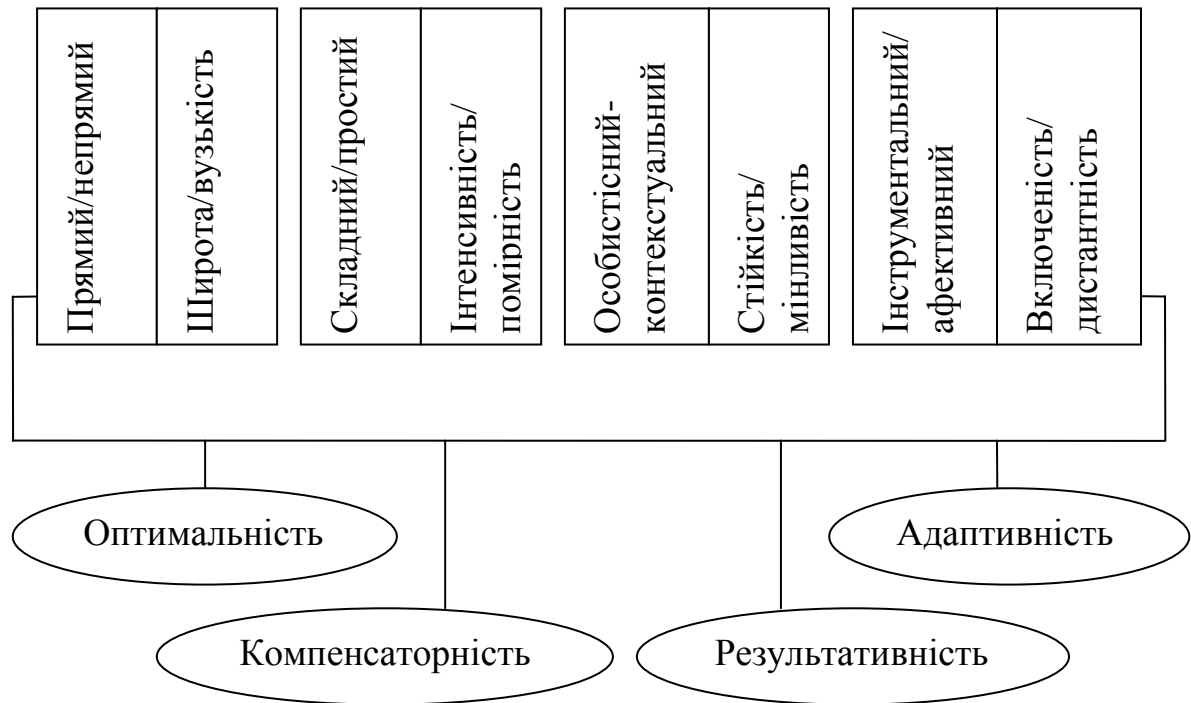 Прямий/непрямий
Широта/вузькість
Складний/простий
Інтенсивність/
помірність
Особистісний-
контекстуальний
Стійкість/
мінливість
Інструментальний/
афективний
Включеність/
дистантність
Оптимальність
Адаптивність
Компенсаторність
Результативність